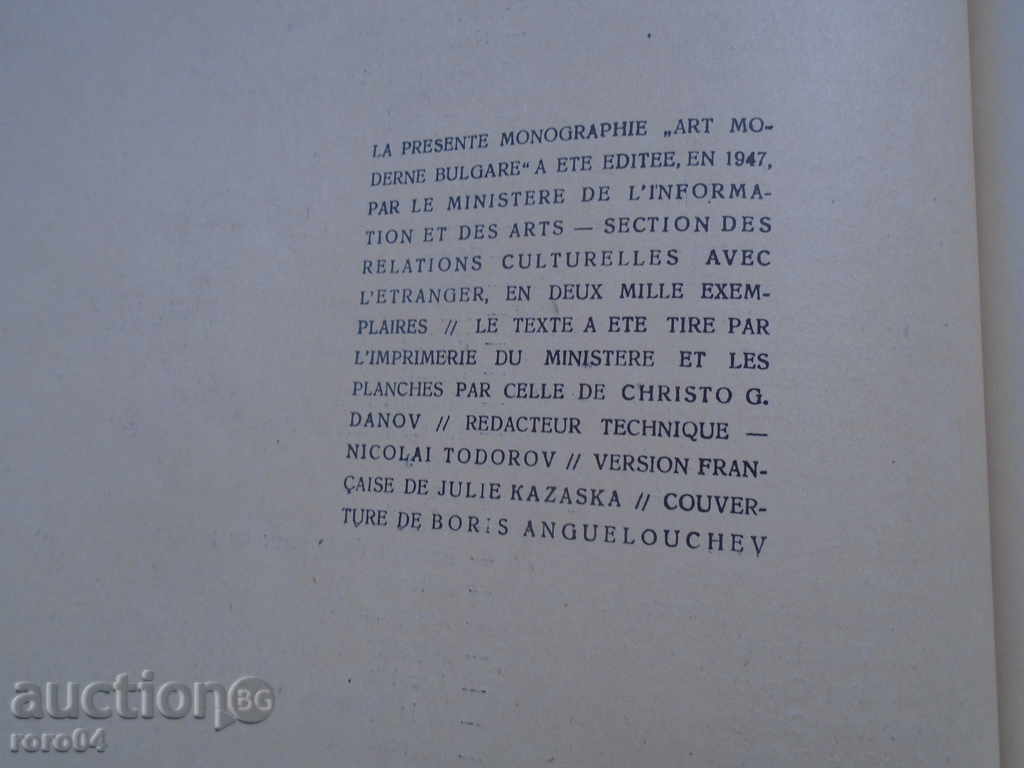 LA PRESENTE MONOGRAPHIE „ART MO-
DERNE BULGARE“ A ETE EDITEE, EN 1947,
PAR LE MINISTERE DE L'INFORMA-
TION ET DES ARTS — SECTION DES
RELATIONS CULTURELLES AVEC
L'ETRANGER, EN DEUX MILLE EXEM-
PLAIRES // LE TEXTE A ETE TIRE PAR
L'IMPRIMERIE DU MINISTERE ET LES
PLANCHES PAR CELLE DE CHRISTO G.
DANOV // REDACTEUR TECHNIQUE —
NICOLAI TODOROV // VERSION FRAN-
ÇAISE DE JULIE KAZASKA // COUVER-
TURE DE BORIS ANGUELOUCHEV
auction BG
roro04